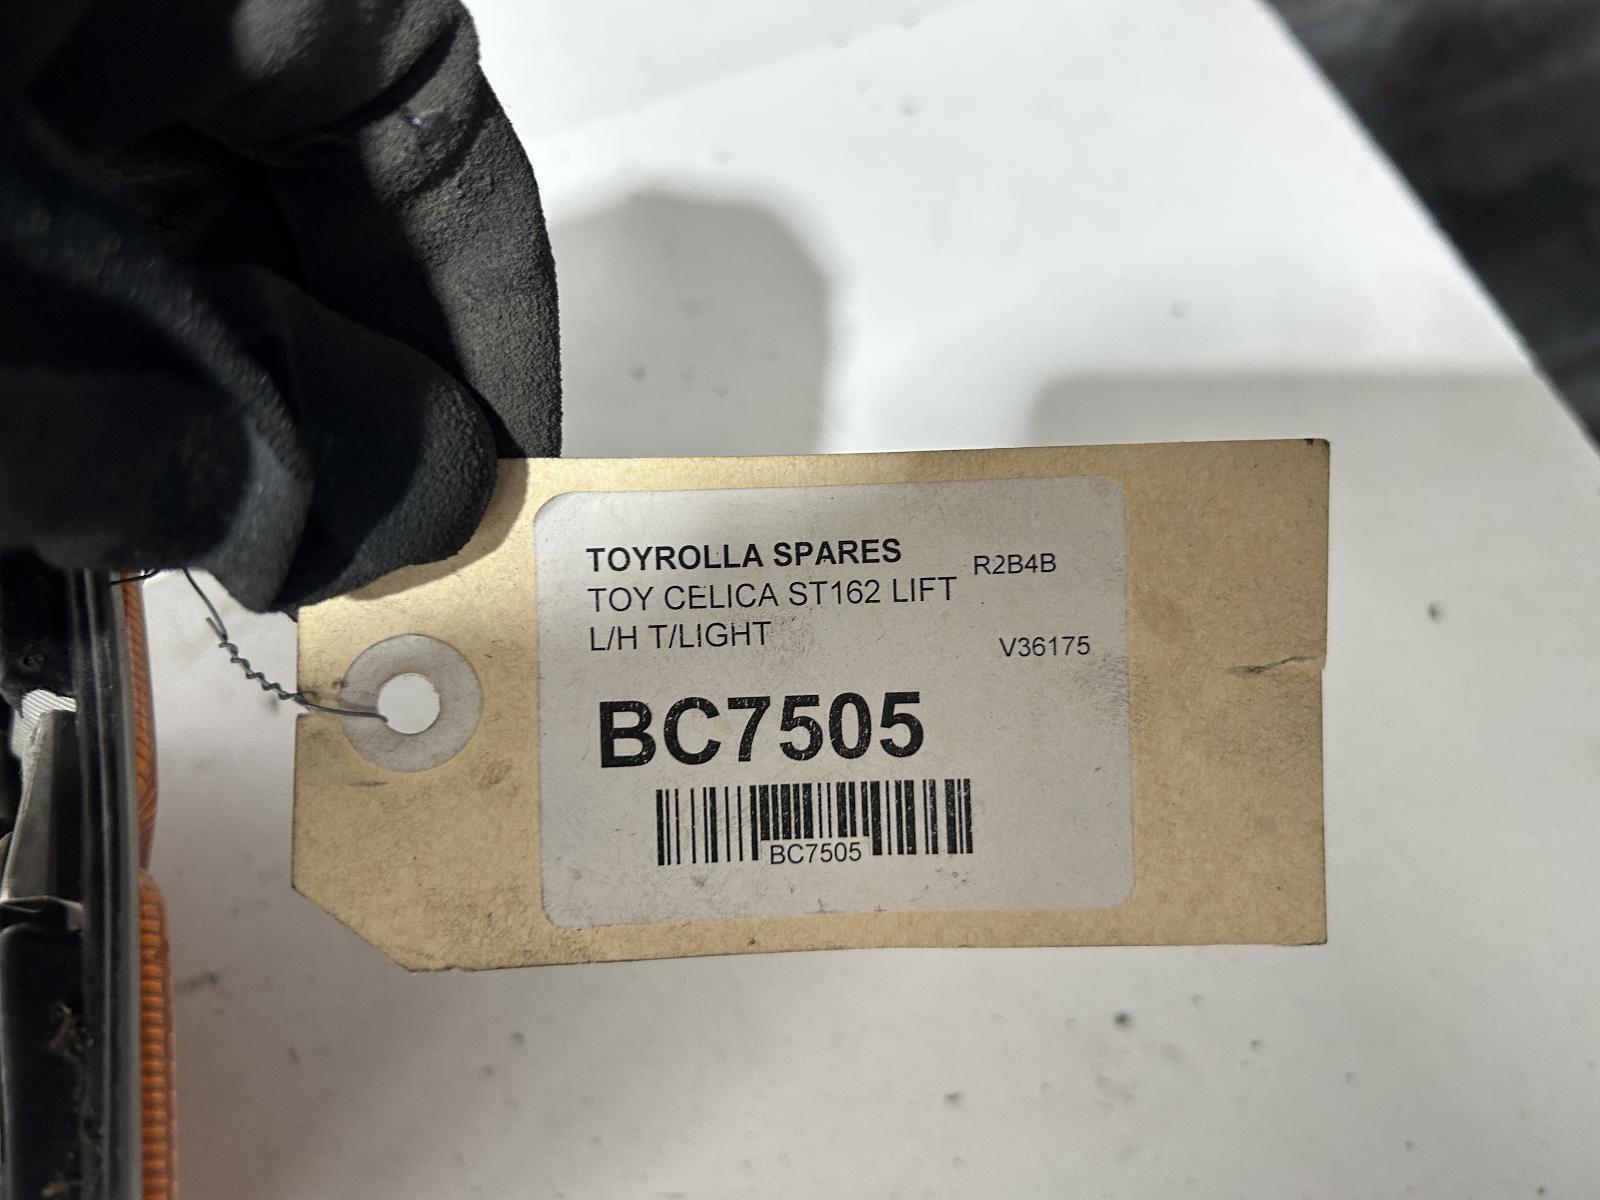 TOYROLLA SPARES
R2B4B
TOY CELICA ST162 LIFT
L/H T/LIGHT
V36175
BC7505
BC7505